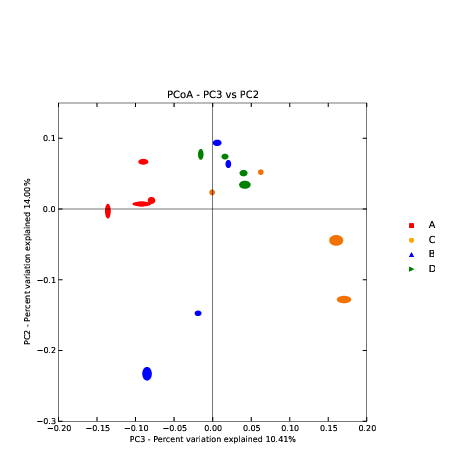 PCoA - PC3 vs PC2
PC2 - Percent variation explained 14.00%
0.1
0.0
−0.1
−0.2
−0.3
−0.20
−0.15
−0.10
−0.05
0.00
0.05
0.10
0.15
0.20
PC3 - Percent variation explained 10.41%
A
C
B
D